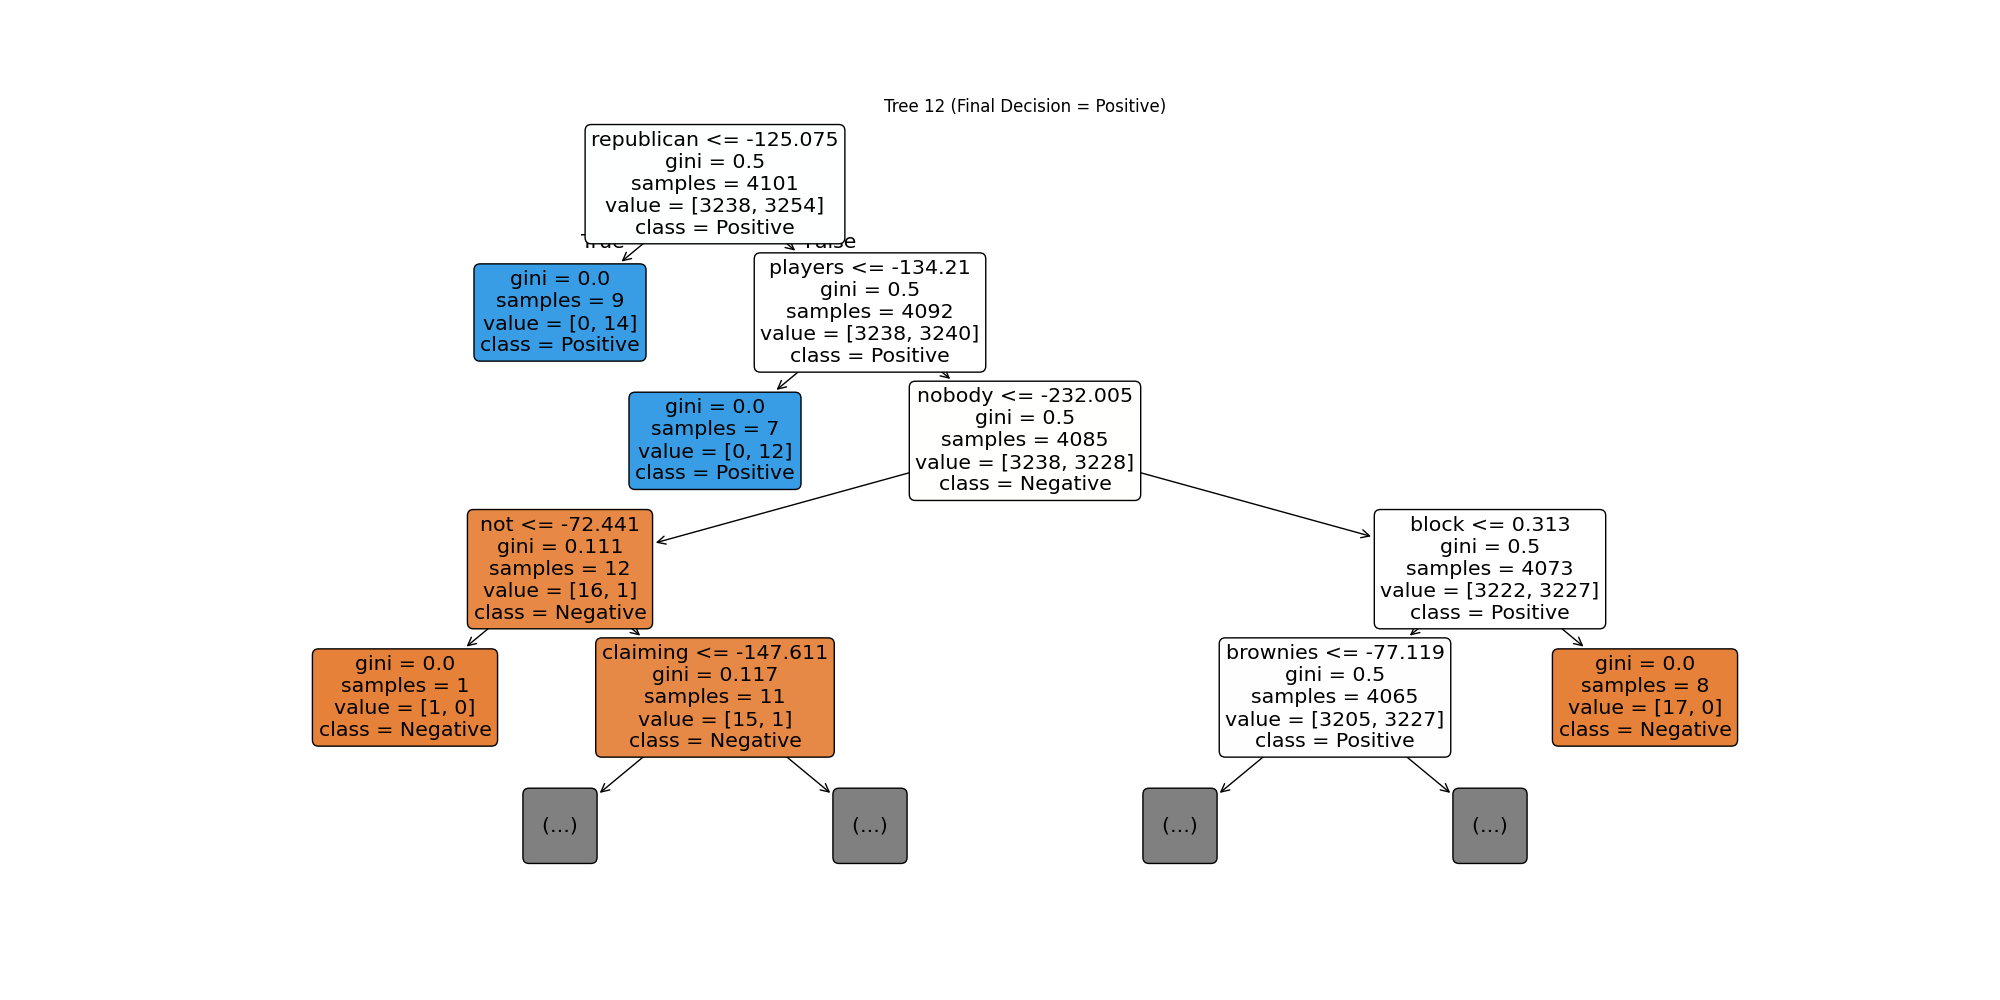 Tree 12 (Final Decision = Positive)
republican <= -125.075
gini = 0.5
samples = 4101
value = [3238, 3254]
class = Positive
True
False
gini = 0.0
samples = 9
value = [0, 14]
class = Positive
players <= -134.21
gini = 0.5
samples = 4092
value = [3238, 3240]
class = Positive
gini = 0.0
samples = 7
value = [0, 12]
class = Positive
nobody <= -232.005
gini = 0.5
samples = 4085
value = [3238, 3228]
class = Negative
not <= -72.441
gini = 0.111
samples = 12
value = [16, 1]
class = Negative
block <= 0.313
gini = 0.5
samples = 4073
value = [3222, 3227]
class = Positive
gini = 0.0
samples = 1
value = [1, 0]
class = Negative
claiming <= -147.611
gini = 0.117
samples = 11
value = [15, 1]
class = Negative
brownies <= -77.119
gini = 0.5
samples = 4065
value = [3205, 3227]
class = Positive
gini = 0.0
samples = 8
value = [17, 0]
class = Negative
(...)
(...)
(...)
(...)